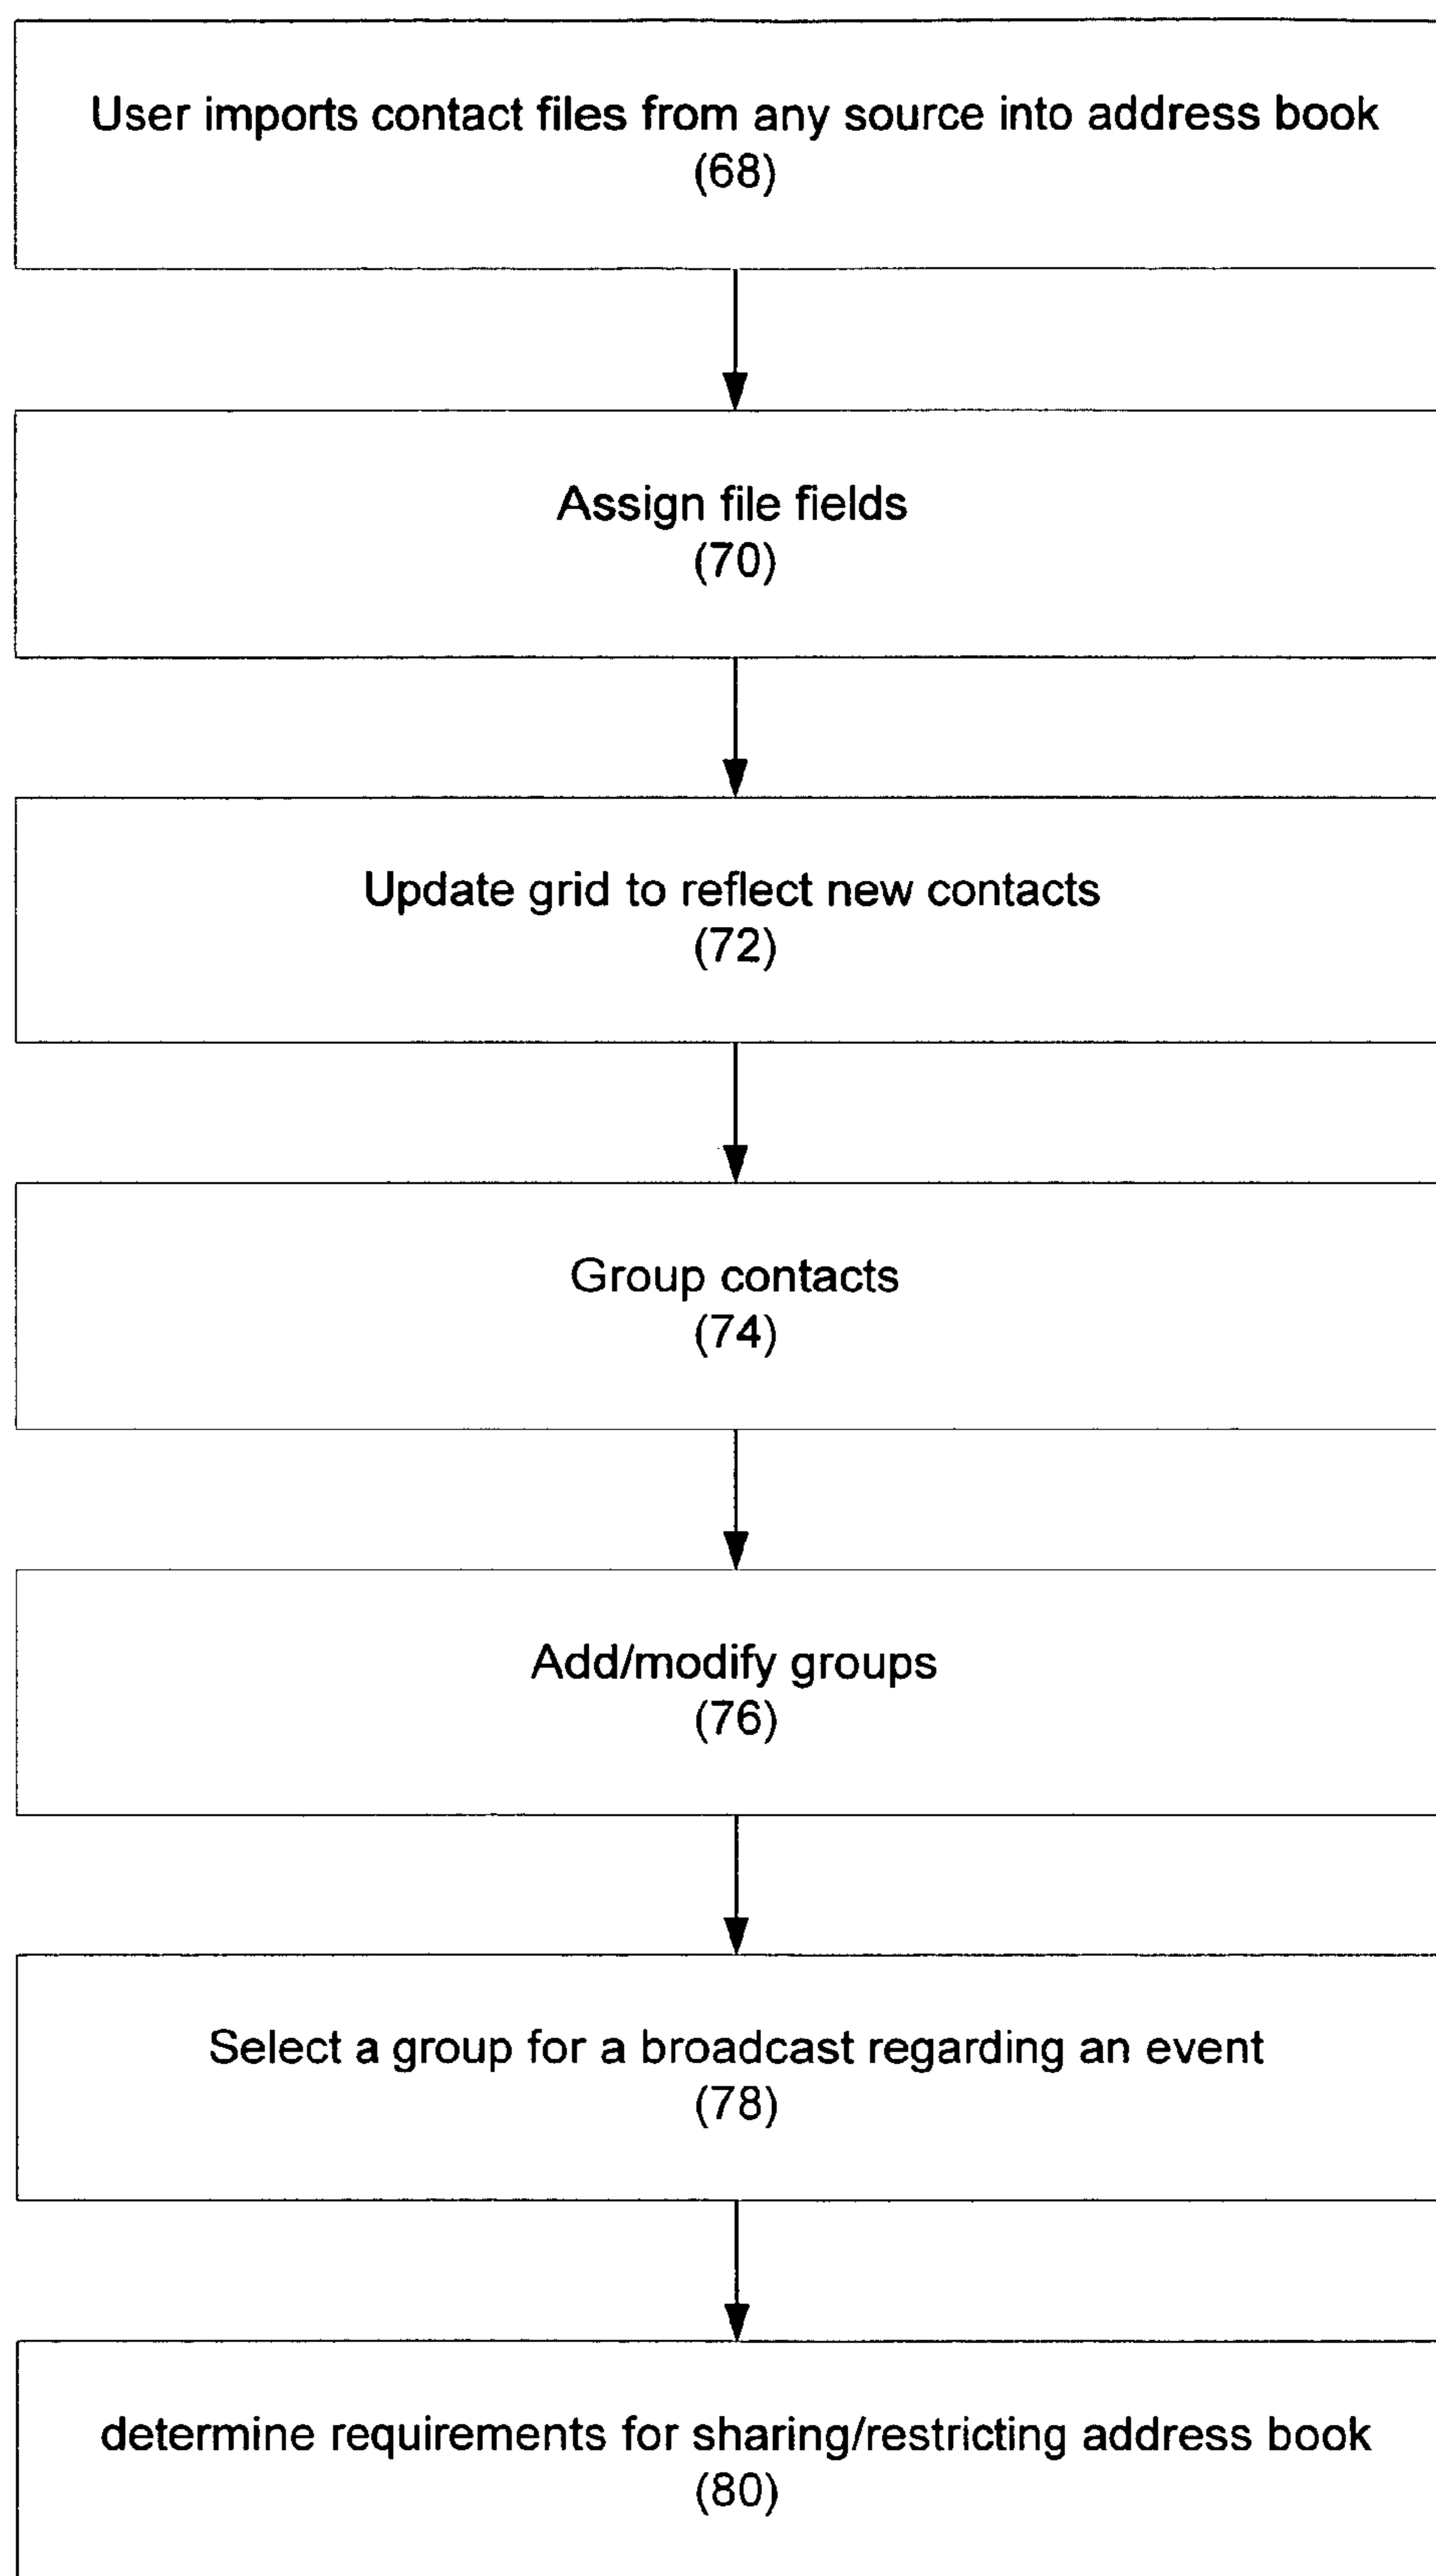 User imports contact files from any source into address book
(68)
Assign file fields
(70)
Update grid to reflect new contacts
(72)
Group contacts
(74)
Add/modify groups
(76)
Select a group for a broadcast regarding an event
(78)
determine requirements for sharing/restricting address book
(80)